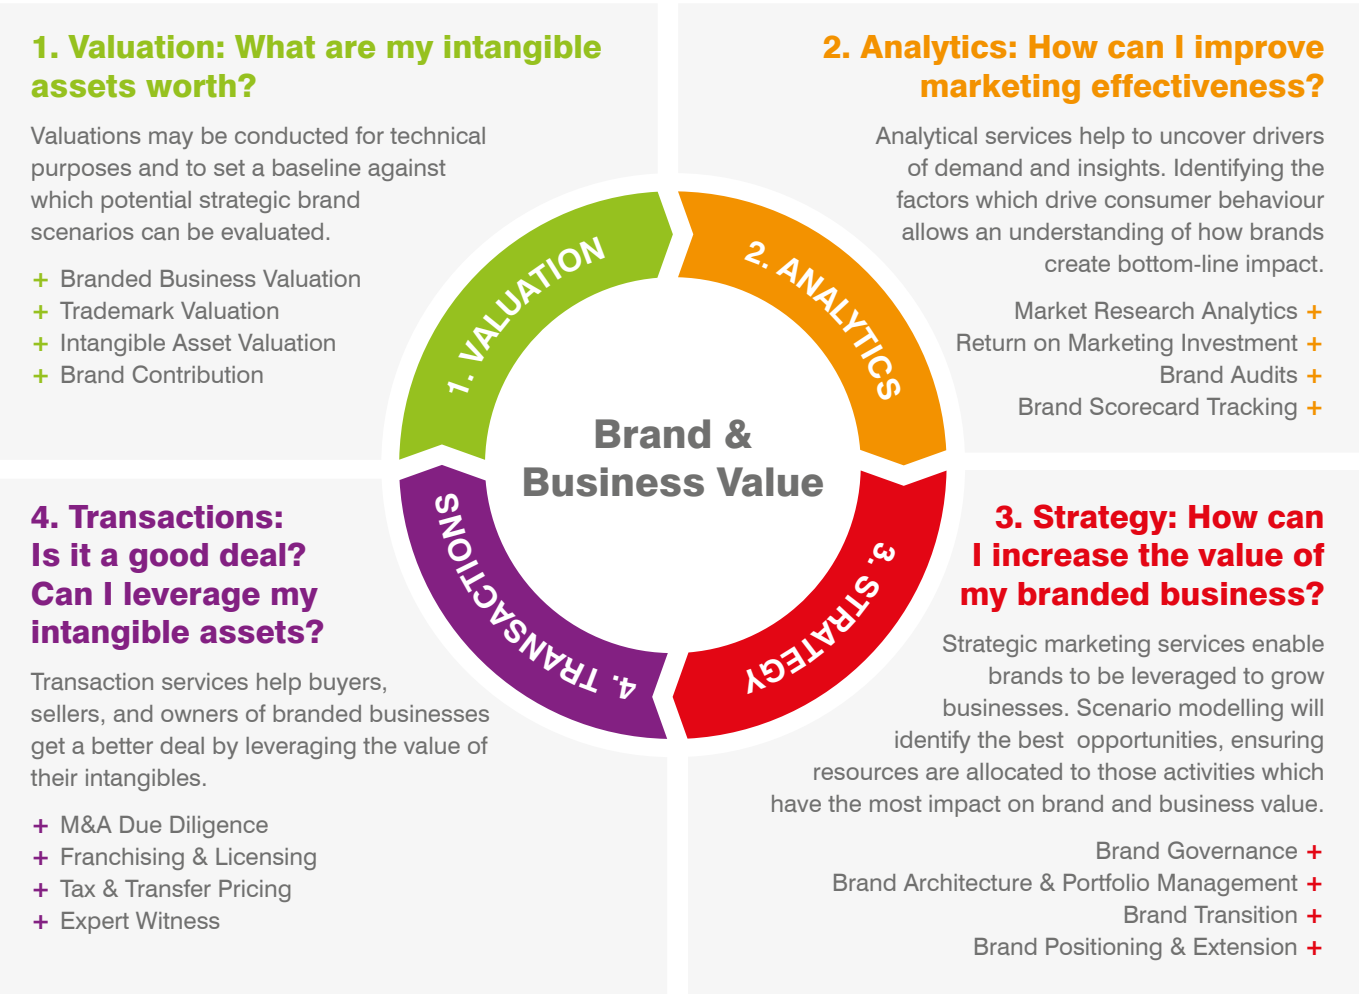 1. Valuation: What are my intangible
assets worth?
Valuations may be conducted for technical
purposes and to set a baseline against
which potential strategic brand
scenarios can be evaluated.
+ Branded Business Valuation
+ Trademark Valuation
+ Intangible Asset Valuation
+ Brand Contribution
2. Analytics: How can I improve
marketing effectiveness?
Analytical services help to uncover drivers
of demand and insights. Identifying the
factors which drive consumer behaviour
allows an understanding of how brands
create bottom-line impact.
Market Research Analytics +
Return on Marketing Investment +
Brand Audits +
Brand Scorecard Tracking +
1. VALUATION
2. ANALYTICS
3. STRATEGY
4. TRANSACTIONS
Brand &
Business Value
3. Strategy: How can
I increase the value of
my branded business?
Strategic marketing services enable
brands to be leveraged to grow
businesses. Scenario modelling will
identify the best  opportunities, ensuring
resources are allocated to those activities which
have the most impact on brand and business value.
Brand Governance +
Brand Architecture & Portfolio Management +
Brand Transition +
Brand Positioning & Extension +
4. Transactions:
Is it a good deal?
Can I leverage my
intangible assets?
Transaction services help buyers,
sellers, and owners of branded businesses
get a better deal by leveraging the value of
their intangibles.
+ M&A Due Diligence
+ Franchising & Licensing
+ Tax & Transfer Pricing
+ Expert Witness